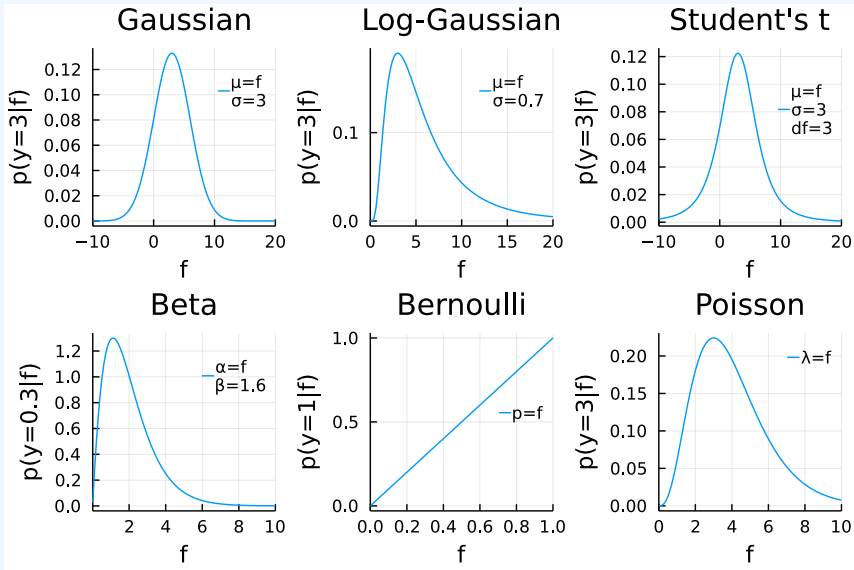 Gaussian
p(y=3|f)
0.12
0.10
0.08
0.06
0.04
0.02
0.00
μ=f
σ=3
−10 0 10 20
f
Log-Gaussian
p(y=3|f)
0.1
0.0
μ=f
σ=0.7
0 5 10 15 20
f
Student's t
p(y=3|f)
0.12
0.10
0.08
0.06
0.04
0.02
0.00
μ=f
σ=3
df=3
−10 0 10 20
f
Beta
p(y=0.3|f)
1.2
1.0
0.8
0.6
0.4
0.2
0.0
α=f
β=1.6
2 4 6 8 10
f
Bernoulli
p(y=1|f)
1.0
0.5
0.0
p=f
0.0 0.2 0.4 0.6 0.8 1.0
f
Poisson
p(y=3|f)
0.20
0.15
0.10
0.05
0.00
λ=f
0 2 4 6 8 10
f